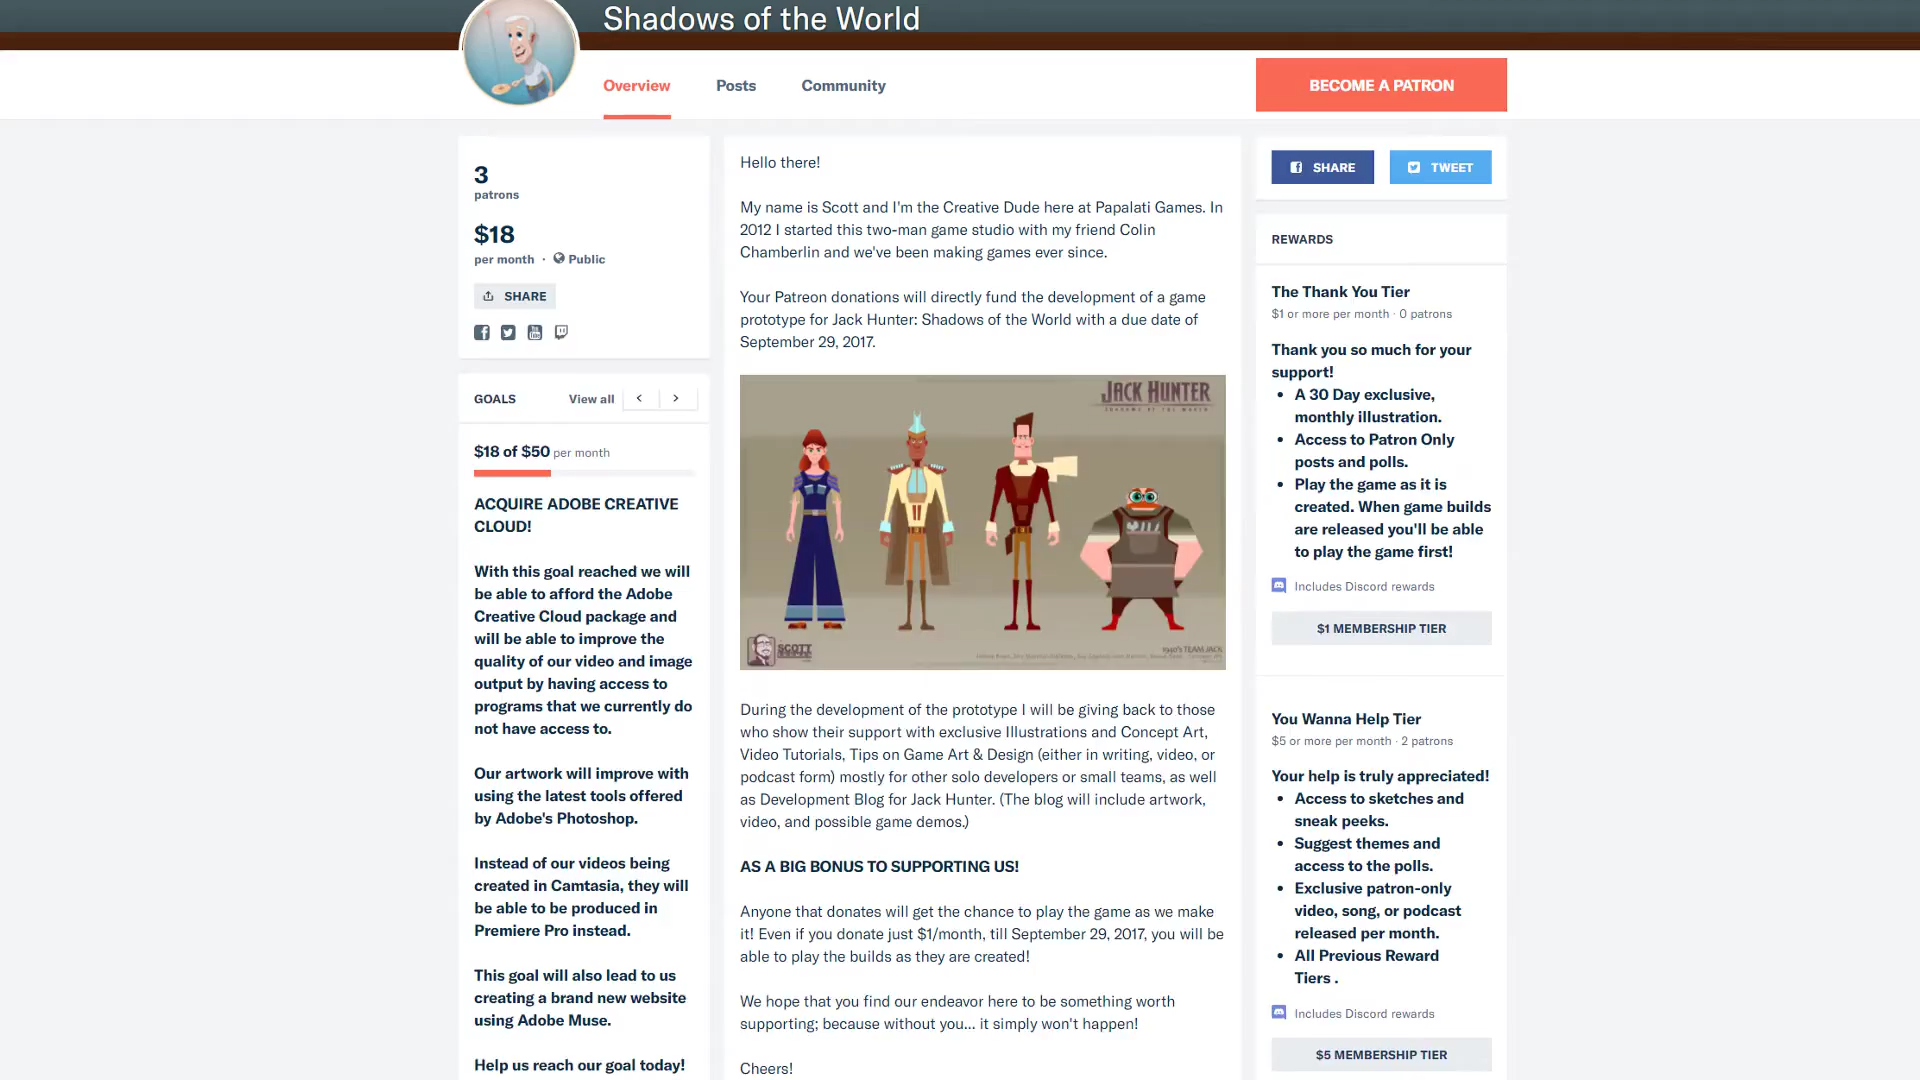 Shadows of the World
Overview
Posts
Community
BECOME A PATRON
3
patrons
$18
per month · Public
SHARE
GOALS
View all
$18 of $50 per month
ACQUIRE ADOBE CREATIVE
CLOUD!
With this goal reached we will
be able to afford the Adobe
Creative Cloud package and
will be able to improve the
quality of our video and image
output by having access to
programs that we currently do
not have access to.
Our artwork will improve with
using the latest tools offered
by Adobe's Photoshop.
Instead of our videos being
created in Camtasia, they will
be able to be produced in
Premiere Pro instead.
This goal will also lead to us
creating a brand new website
using Adobe Muse.
Help us reach our goal today!
Hello there!
My name is Scott and I'm the Creative Dude here at Papalati Games. In
2012 I started this two-man game studio with my friend Colin
Chamberlin and we've been making games ever since.
Your Patreon donations will directly fund the development of a game
prototype for Jack Hunter: Shadows of the World with a due date of
September 29, 2017.
JACK HUNTER
SHADOWS OF THE WORLD
SCOTT
1940's TEAM JACK
During the development of the prototype I will be giving back to those
who show their support with exclusive Illustrations and Concept Art,
Video Tutorials, Tips on Game Art & Design (either in writing, video, or
podcast form) mostly for other solo developers or small teams, as well
as Development Blog for Jack Hunter. (The blog will include artwork,
video, and possible game demos.)
AS A BIG BONUS TO SUPPORTING US!
Anyone that donates will get the chance to play the game as we make
it! Even if you donate just $1/month, till September 29, 2017, you will be
able to play the builds as they are created!
We hope that you find our endeavor here to be something worth
supporting; because without you... it simply won't happen!
Cheers!
SHARE
TWEET
REWARDS
The Thank You Tier
$1 or more per month · 0 patrons
Thank you so much for your
support!
• A 30 Day exclusive,
monthly illustration.
• Access to Patron Only
posts and polls.
• Play the game as it is
created. When game builds
are released you'll be able
to play the game first!
Includes Discord rewards
$1 MEMBERSHIP TIER
You Wanna Help Tier
$5 or more per month · 2 patrons
Your help is truly appreciated!
• Access to sketches and
sneak peeks.
• Suggest themes and
access to the polls.
• Exclusive patron-only
video, song, or podcast
released per month.
• All Previous Reward
Tiers .
Includes Discord rewards
$5 MEMBERSHIP TIER